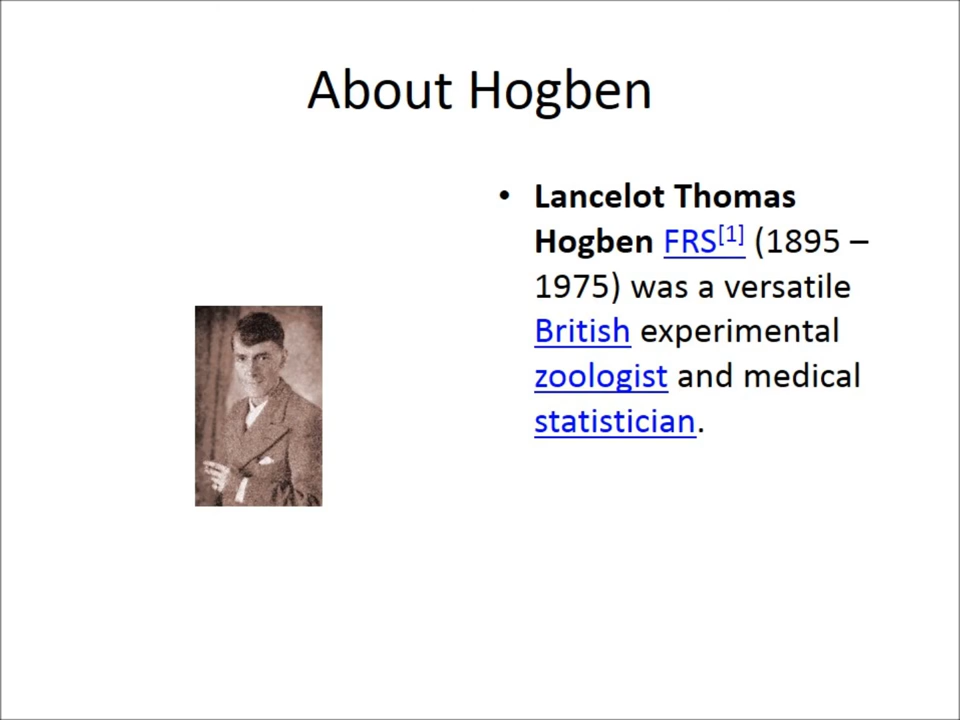 About Hogben
• Lancelot Thomas
Hogben FRS[1] (1895 –
1975) was a versatile
British experimental
zoologist and medical
statistician.